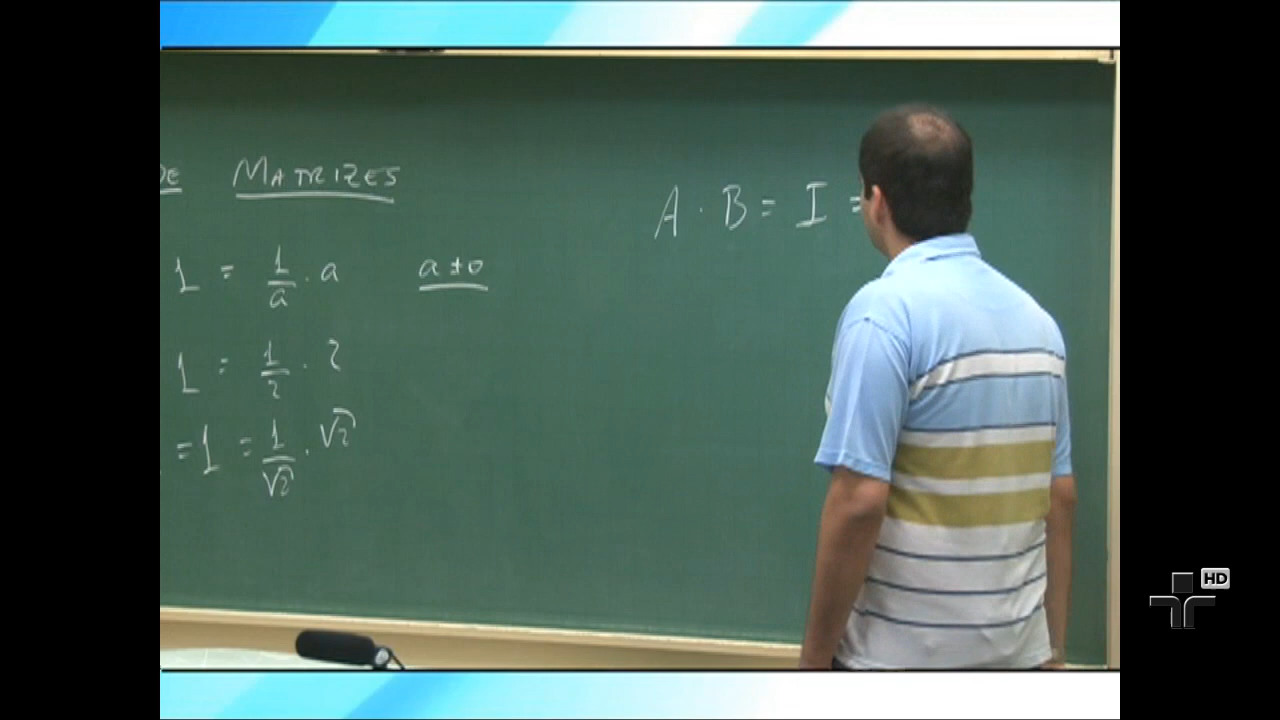 DE MATRIZES
1 = 1/a . a a ≠ 0
1 = 1/2 . 2
= 1 = 1/√2 . √2
A . B = I =
HD